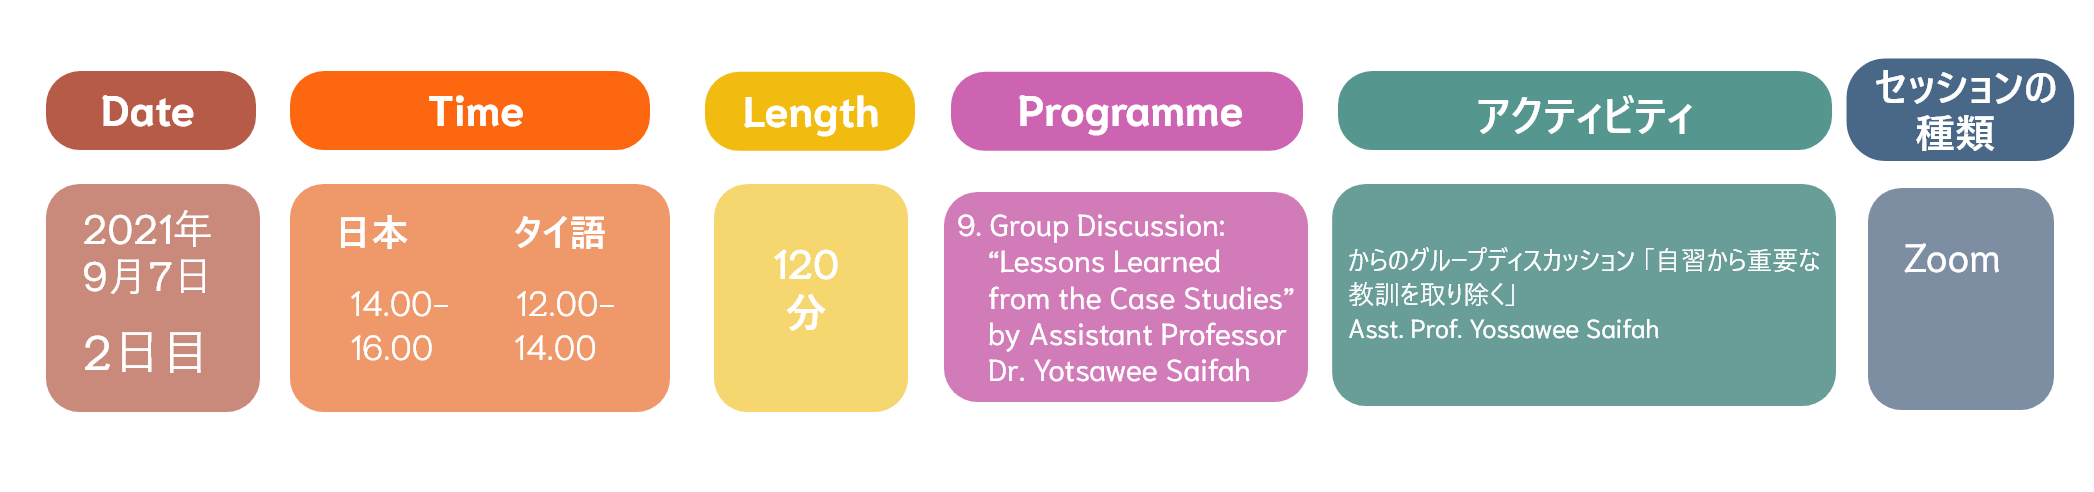 Date
Time
Length
Programme
アクティビティ
セッションの
種類
2021年
9月7日
2日目
日本
タイ語
14.00–
16.00
12.00–
14.00
120
分
9. Group Discussion:
“Lessons Learned
from the Case Studies”
by Assistant Professor
Dr. Yotsawee Saifah
からのグループディスカッション「自習から重要な
教訓を取り除く」
Asst. Prof. Yossawee Saifah
Zoom